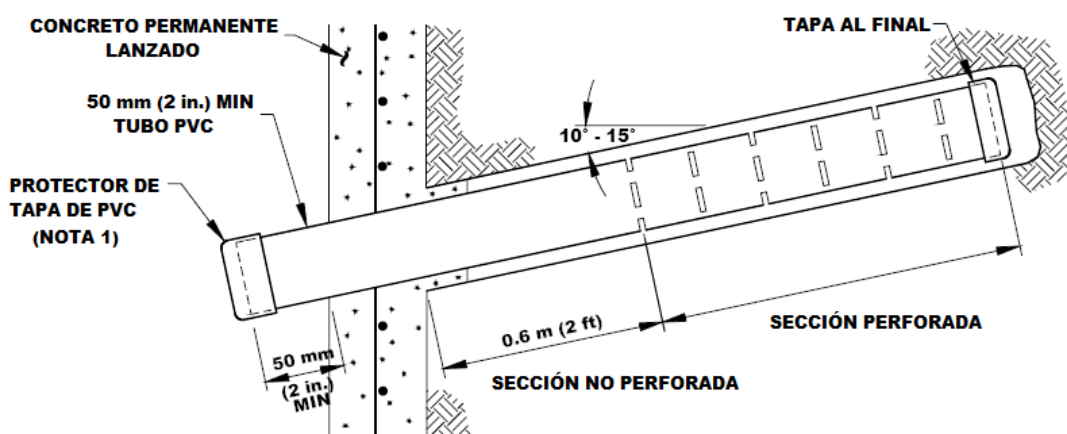 CONCRETO PERMANENTE
LANZADO
TAPA AL FINAL
50 mm (2 in.) MIN
TUBO PVC
10° - 15°
PROTECTOR DE
TAPA DE PVC
(NOTA 1)
0.6 m (2 ft)
SECCIÓN PERFORADA
50 mm
(2 in.)
MIN
SECCIÓN NO PERFORADA